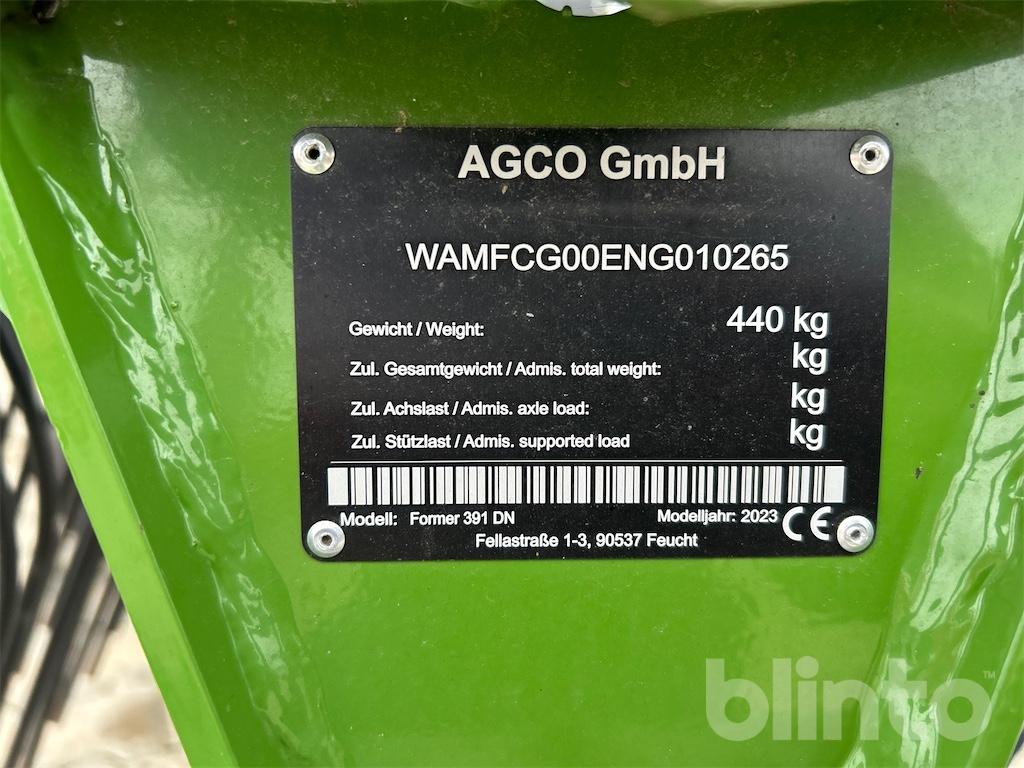 AGCO GmbH
WAMFCG00ENG010265
Gewicht / Weight: 440 kg
Zul. Gesamtgewicht / Admis. total weight: kg
Zul. Achslast / Admis. axle load: kg
Zul. Stützlast / Admis. supported load kg
Modell: Former 391 DN Modelljahr: 2023 CE
Fellastraße 1-3, 90537 Feucht
blinto™